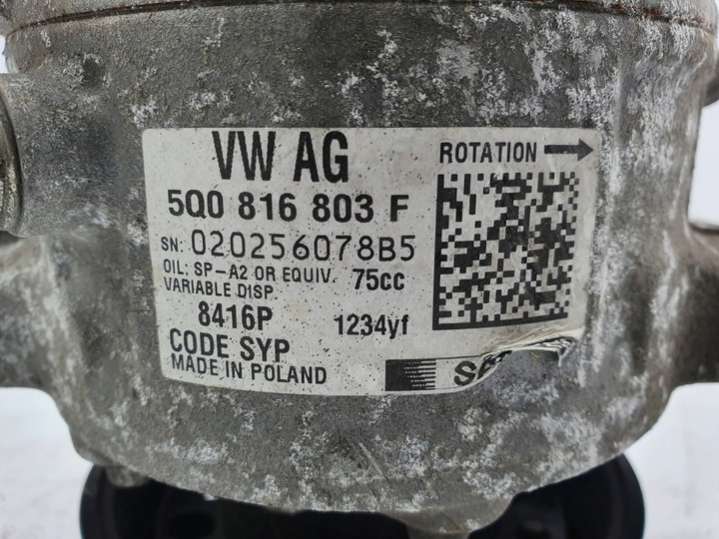 VW AG
ROTATION
5Q0 816 803 F
SN: 020256078B5
OIL: SP-A2 OR EQUIV. 75cc
VARIABLE DISP.
8416P 1234yf
CODE SYP
MADE IN POLAND